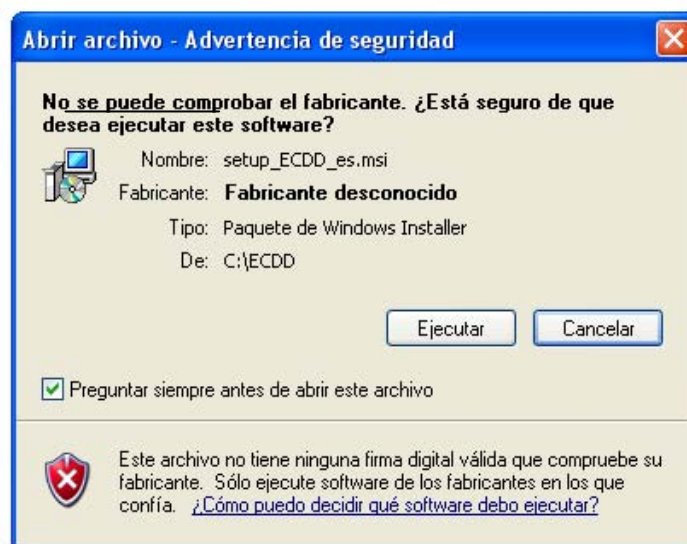 Abrir archivo - Advertencia de seguridad
No se puede comprobar el fabricante. ¿Está seguro de que
desea ejecutar este software?
Nombre: setup_ECDD_es.msi
Fabricante: Fabricante desconocido
Tipo: Paquete de Windows Installer
De: C:\ECDD
Ejecutar Cancelar
Preguntar siempre antes de abrir este archivo
Este archivo no tiene ninguna firma digital válida que compruebe su
fabricante. Sólo ejecute software de los fabricantes en los que
confía. ¿Cómo puedo decidir qué software debo ejecutar?